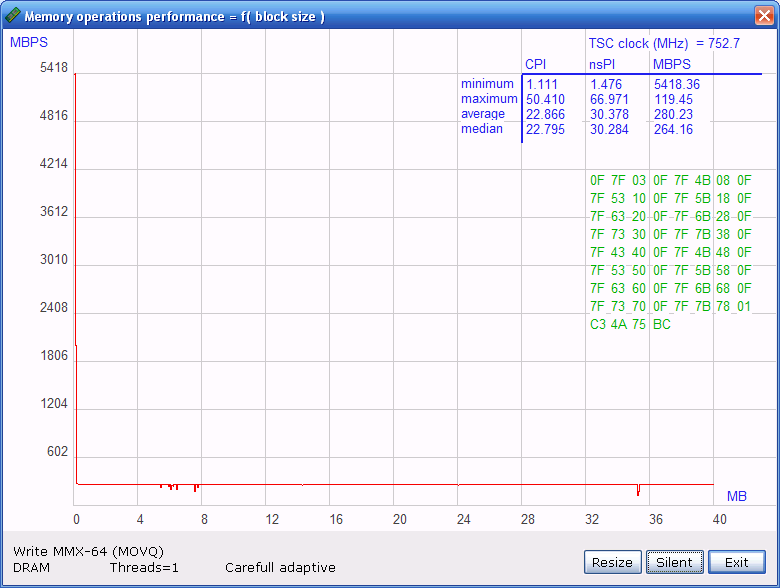 Memory operations performance = f( block size )
MBPS
TSC clock (MHz) = 752.7
CPI nsPI MBPS
minimum 1.111 1.476 5418.36
maximum 50.410 66.971 119.45
average 22.866 30.378 280.23
median 22.795 30.284 264.16
5418
4816
4214
3612
3010
2408
1806
1204
602
0F 7F 03 0F 7F 4B 08 0F
7F 53 10 0F 7F 5B 18 0F
7F 63 20 0F 7F 6B 28 0F
7F 73 30 0F 7F 7B 38 0F
7F 43 40 0F 7F 4B 48 0F
7F 53 50 0F 7F 5B 58 0F
7F 63 60 0F 7F 6B 68 0F
7F 73 70 0F 7F 7B 78 01
C3 4A 75 BC
MB
0 4 8 12 16 20 24 28 32 36 40
Write MMX-64 (MOVQ)
DRAM Threads=1 Carefull adaptive
Resize Silent Exit